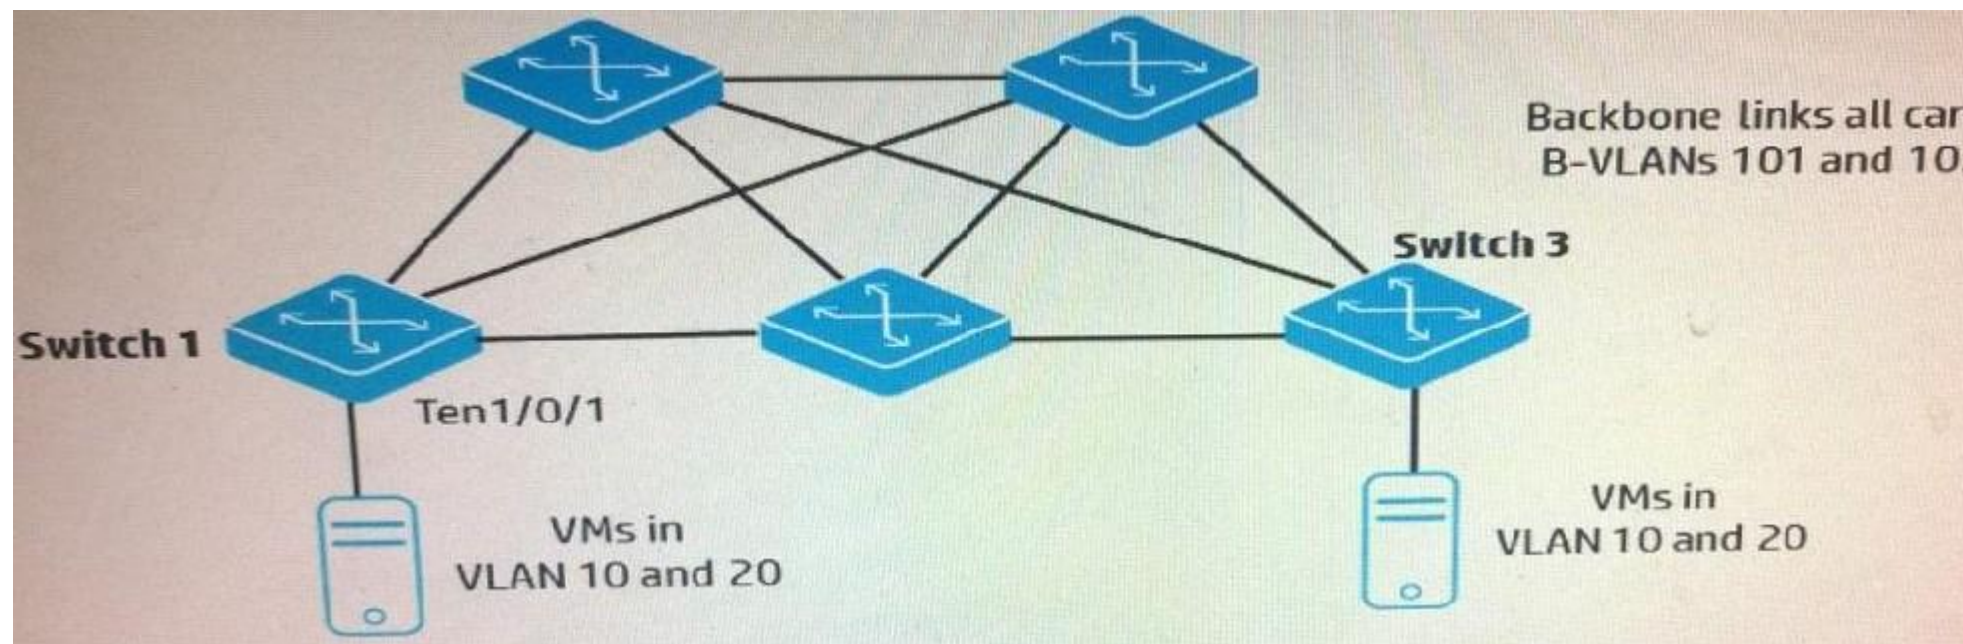 Backbone links all car
B-VLANs 101 and 10
Switch 3
Switch 1
Ten1/0/1
VMs in
VLAN 10 and 20
VMs in
VLAN 10 and 20